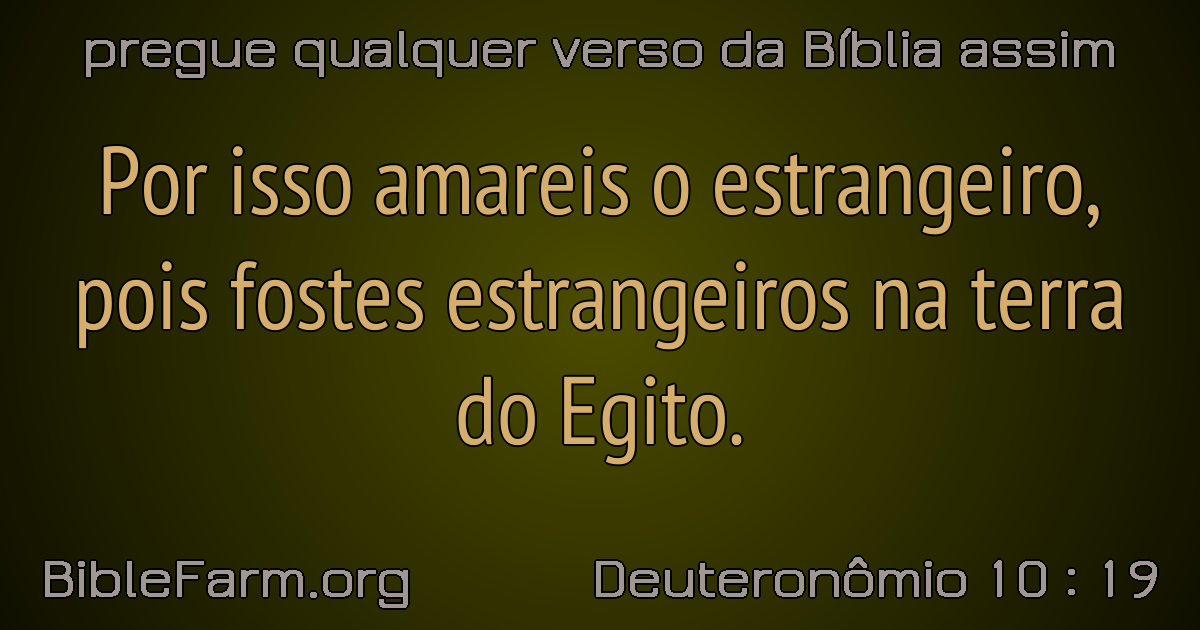 pregue qualquer verso da Bíblia assim
Por isso amareis o estrangeiro,
pois fostes estrangeiros na terra
do Egito.
BibleFarm.org
Deuteronômio 10 : 19